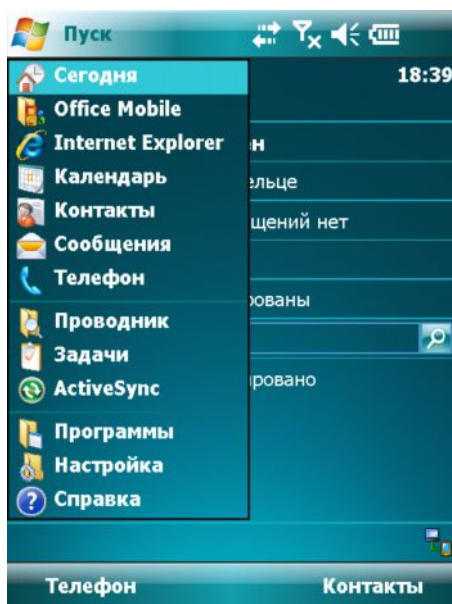 Пуск
Сегодня
18:39
Office Mobile
Internet Explorer
н
Календарь
ельце
Контакты
щений нет
Сообщения
Телефон
рованы
Проводник
Задачи
ActiveSync
ировано
Программы
Настройка
Справка
Телефон
Контакты